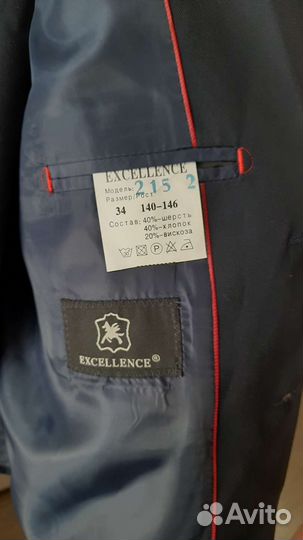 EXCELLENCE
Модель: 215 2
Размер/Рост
34 140-146
Состав: 40%-шерсть
40%-хлопок
20%-вискоза
EXCELLENCE®
Avito